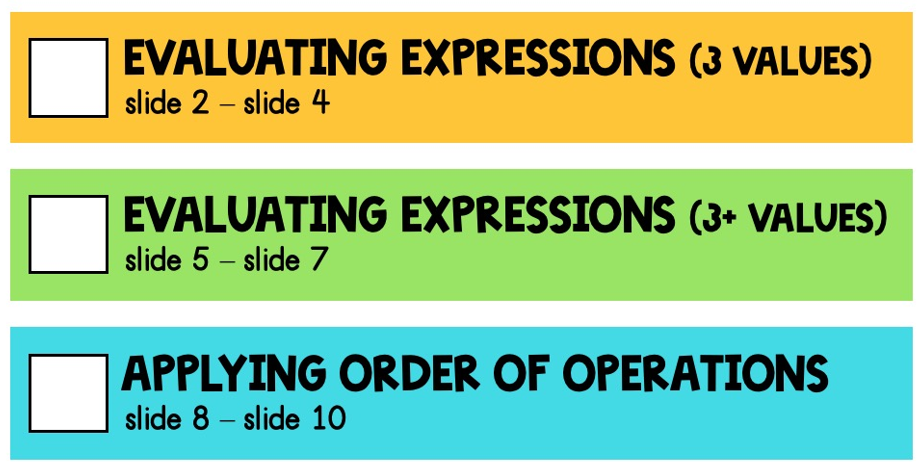 EVALUATING EXPRESSIONS (3 VALUES)
slide 2 – slide 4
EVALUATING EXPRESSIONS (3+ VALUES)
slide 5 – slide 7
APPLYING ORDER OF OPERATIONS
slide 8 – slide 10